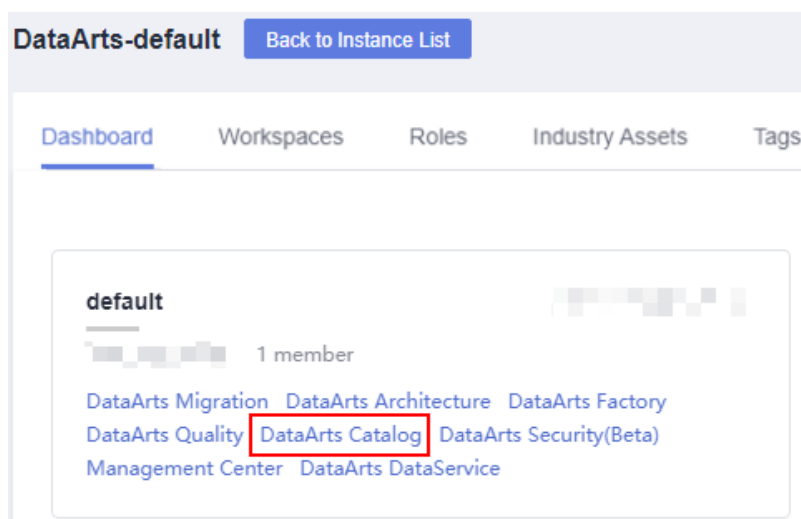 DataArts-default Back to Instance List
Dashboard Workspaces Roles Industry Assets Tags
default
1 member
DataArts Migration DataArts Architecture DataArts Factory
DataArts Quality DataArts Catalog DataArts Security(Beta)
Management Center DataArts DataService